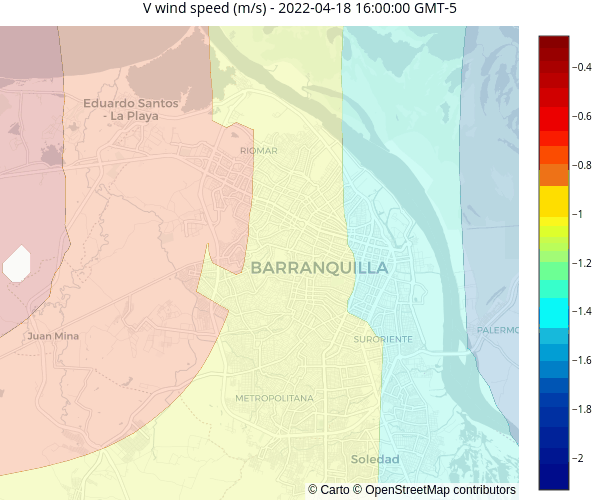 V wind speed (m/s) - 2022-04-18 16:00:00 GMT-5
Eduardo Santos
- La Playa
RIOMAR
BARRANQUILLA
Juan Mina
SURORIENTE
PALERMO
METROPOLITANA
Soledad
© Carto © OpenStreetMap contributors
−0.4
−0.6
−0.8
−1
−1.2
−1.4
−1.6
−1.8
−2